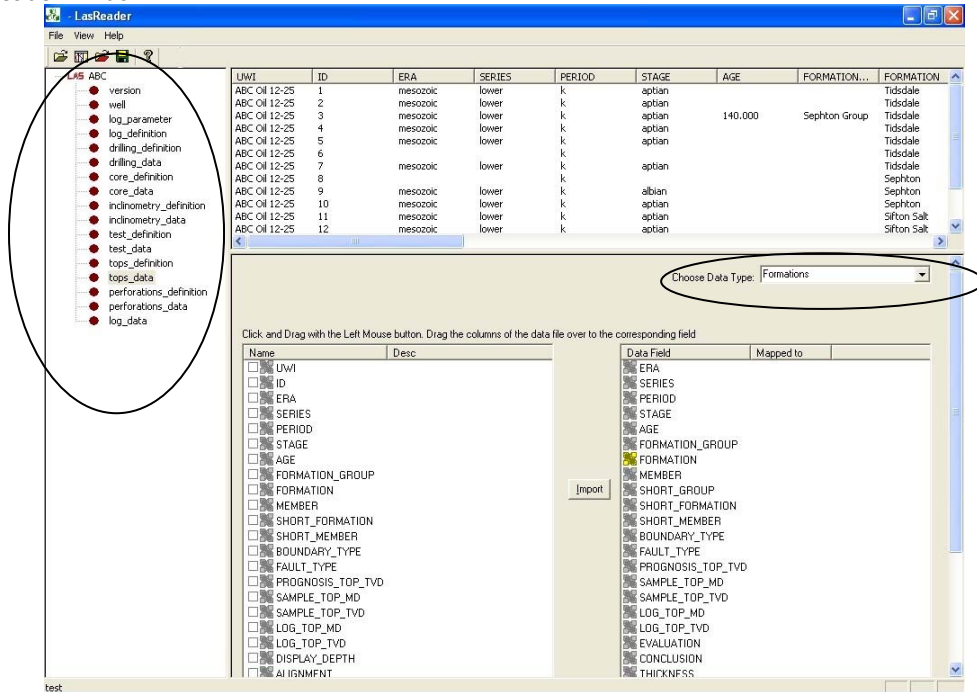 - LasReader
File View Help
LAS ABC
version
well
log_parameter
log_definition
drilling_definition
drilling_data
core_definition
core_data
inclinometry_definition
inclinometry_data
test_definition
test_data
tops_definition
tops_data
perforations_definition
perforations_data
log_data
UWI ID ERA SERIES PERIOD STAGE AGE FORMATION... FORMATION
ABC Oil 12-25 1 mesozoic lower k aptian Tidsdale
ABC Oil 12-25 2 mesozoic lower k aptian Tidsdale
ABC Oil 12-25 3 mesozoic lower k aptian 140.000 Sephton Group Tidsdale
ABC Oil 12-25 4 mesozoic lower k aptian Tidsdale
ABC Oil 12-25 5 mesozoic lower k aptian Tidsdale
ABC Oil 12-25 6 k Tidsdale
ABC Oil 12-25 7 mesozoic lower k aptian Tidsdale
ABC Oil 12-25 8 k Sephton
ABC Oil 12-25 9 mesozoic lower k albian Sephton
ABC Oil 12-25 10 mesozoic lower k aptian Sephton
ABC Oil 12-25 11 mesozoic lower k aptian Sifton Salt
ABC Oil 12-25 12 mesozoic lower k aptian Sifton Salt
Choose Data Type: Formations
Click and Drag with the Left Mouse button. Drag the columns of the data file over to the corresponding field
Name Desc
UWI
ID
ERA
SERIES
PERIOD
STAGE
AGE
FORMATION_GROUP
FORMATION
MEMBER
SHORT_FORMATION
SHORT_MEMBER
BOUNDARY_TYPE
FAULT_TYPE
PROGNOSIS_TOP_TVD
SAMPLE_TOP_MD
SAMPLE_TOP_TVD
LOG_TOP_MD
LOG_TOP_TVD
DISPLAY_DEPTH
ALIGNMENT
Import
Data Field Mapped to
ERA
SERIES
PERIOD
STAGE
AGE
FORMATION_GROUP
FORMATION
MEMBER
SHORT_GROUP
SHORT_FORMATION
SHORT_MEMBER
BOUNDARY_TYPE
FAULT_TYPE
PROGNOSIS_TOP_TVD
SAMPLE_TOP_MD
SAMPLE_TOP_TVD
LOG_TOP_MD
LOG_TOP_TVD
EVALUATION
CONCLUSION
THICKNESS
test